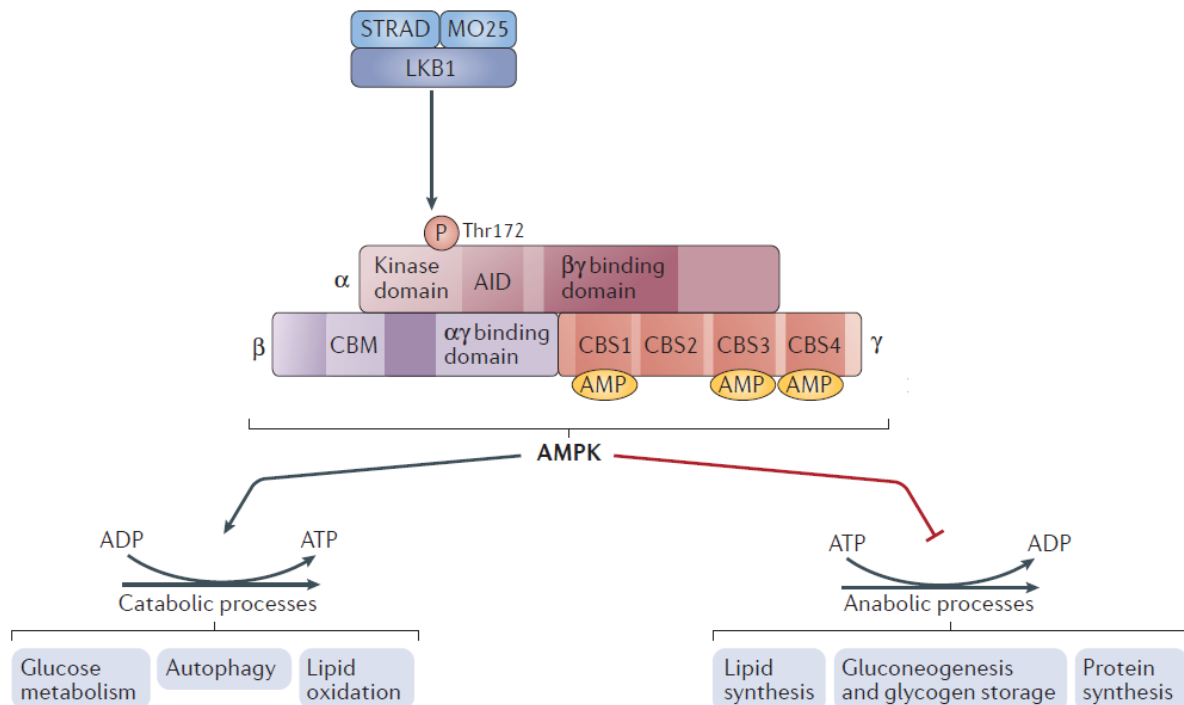 STRAD MO25
LKB1
P Thr172
α Kinase domain AID βγ binding domain
β CBM αγ binding domain CBS1 CBS2 CBS3 CBS4 γ
AMP AMP AMP
AMPK
ADP ATP
Catabolic processes
ATP ADP
Anabolic processes
Glucose
metabolism
Autophagy
Lipid
oxidation
Lipid
synthesis
Gluconeogenesis
and glycogen storage
Protein
synthesis